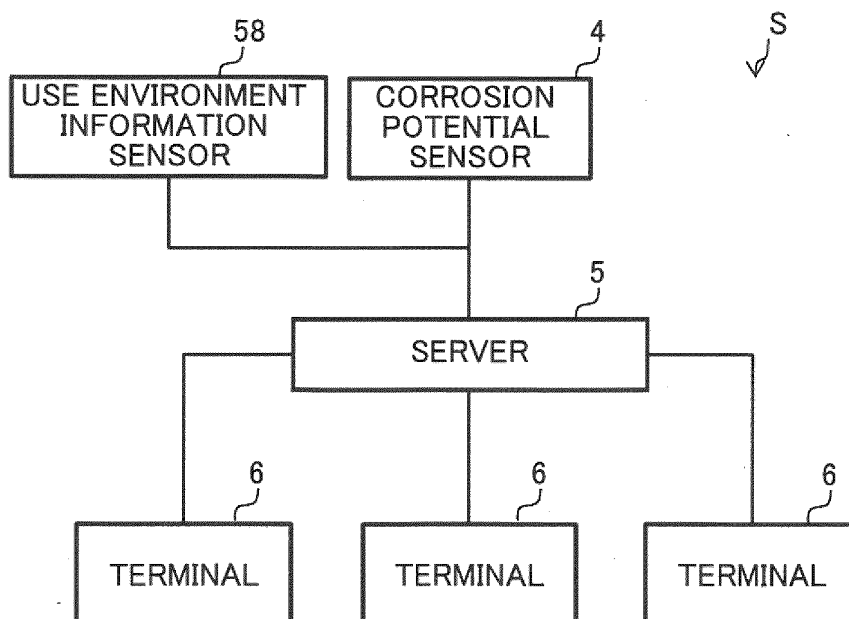 58
4
S
USE ENVIRONMENT
INFORMATION
SENSOR
CORROSION
POTENTIAL
SENSOR
5
SERVER
6
6
6
TERMINAL
TERMINAL
TERMINAL